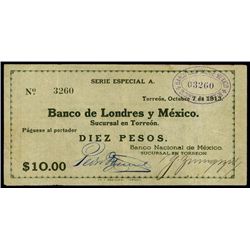 SERIE ESPECIAL A.
Nº 3260
03260
Torreón, Octubre 7 de 1913.
Banco de Londres y México.
Sucursal en Torreón.
Páguese al portador
DIEZ PESOS.
Banco Nacional de México.
SUCURSAL EN TORREON
$10.00